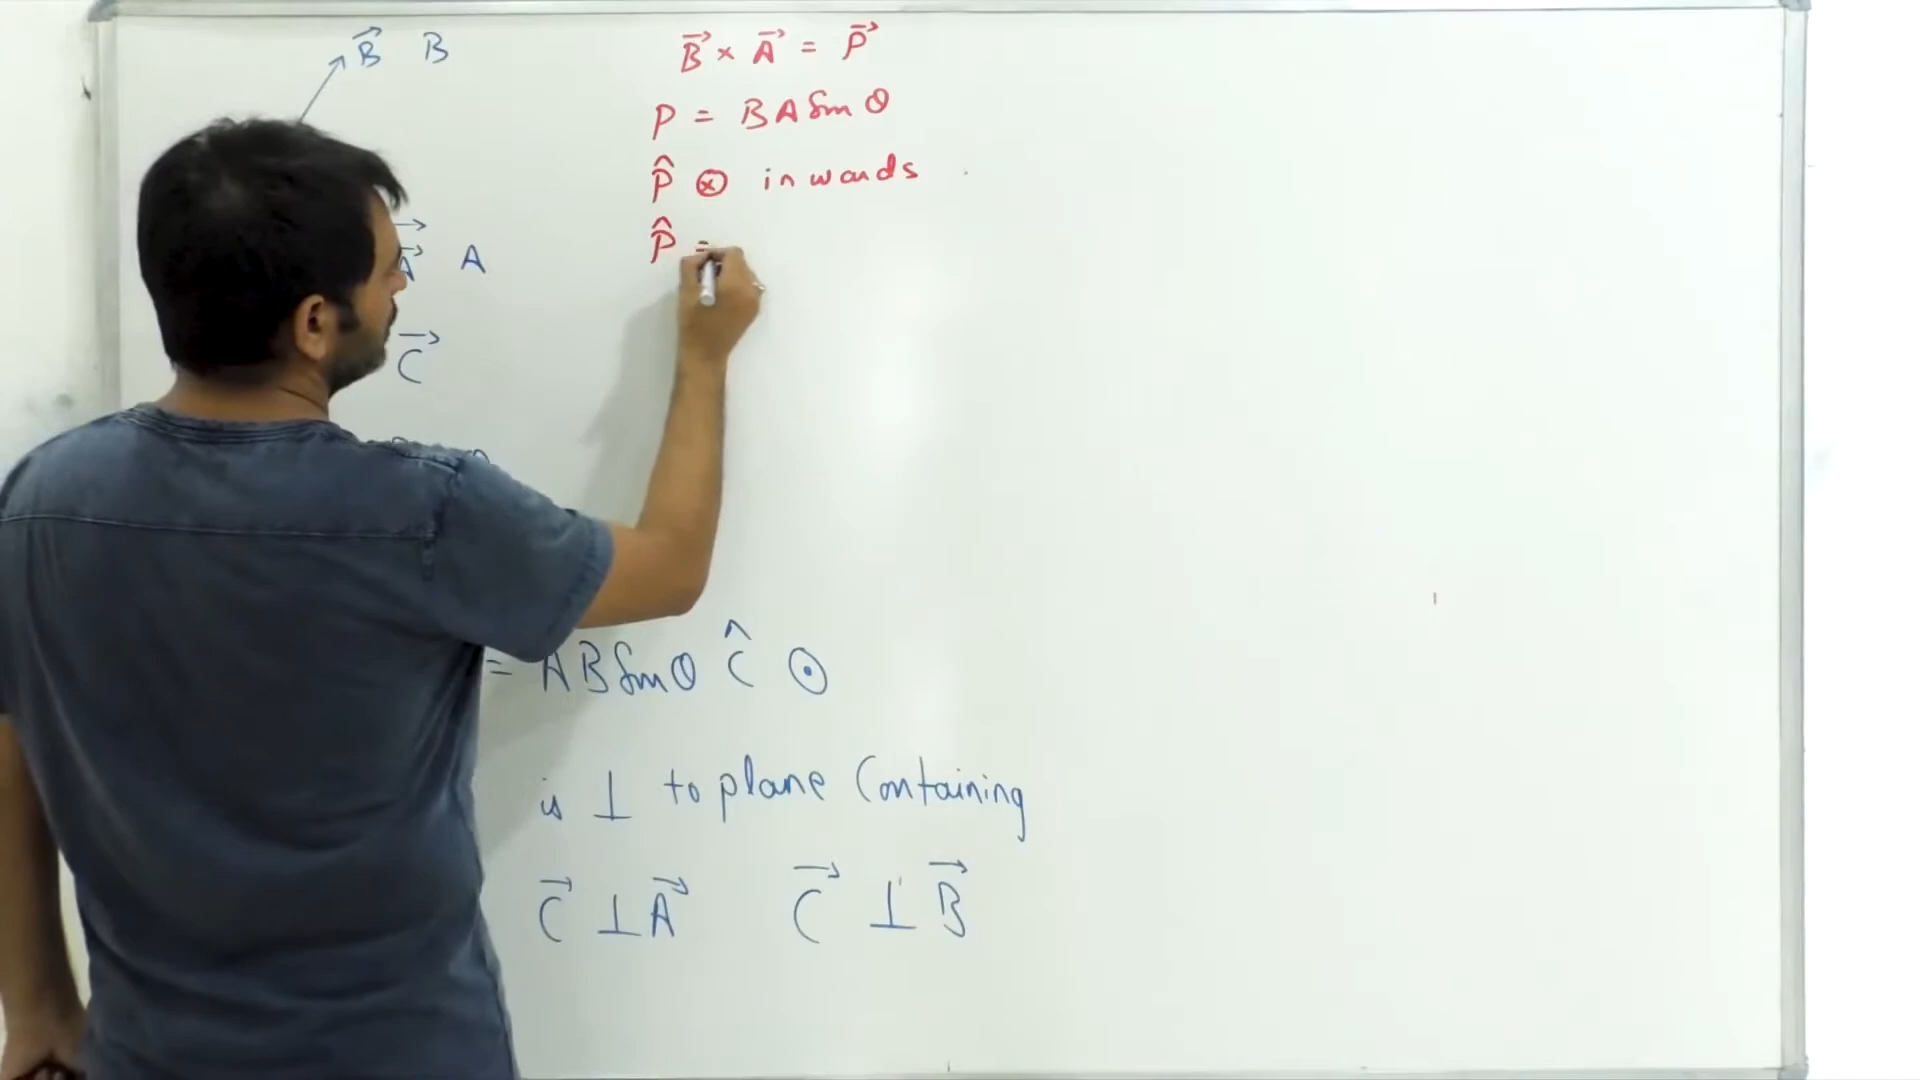 B⃗ B
A⃗ A
C⃗
B⃗ × A⃗ = P⃗
P = BA Sin θ
P̂ ⊗ inwards
P̂ =
= AB Sin θ Ĉ ⊙
is ⊥ to plane Containing
C⃗ ⊥ A⃗ C⃗ ⊥ B⃗